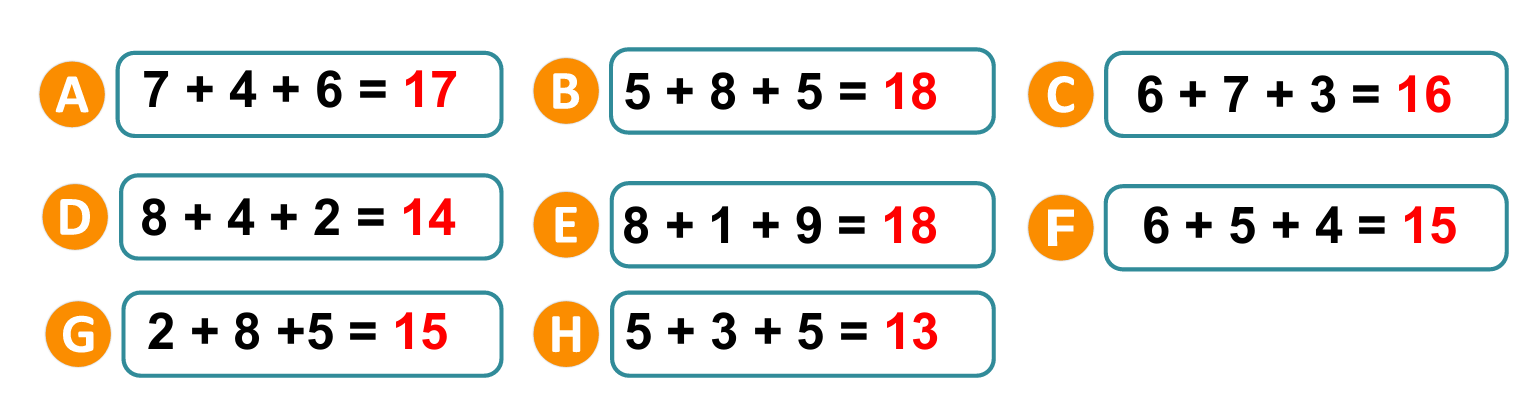 A 7 + 4 + 6 = 17
B 5 + 8 + 5 = 18
C 6 + 7 + 3 = 16
D 8 + 4 + 2 = 14
E 8 + 1 + 9 = 18
F 6 + 5 + 4 = 15
G 2 + 8 +5 = 15
H 5 + 3 + 5 = 13